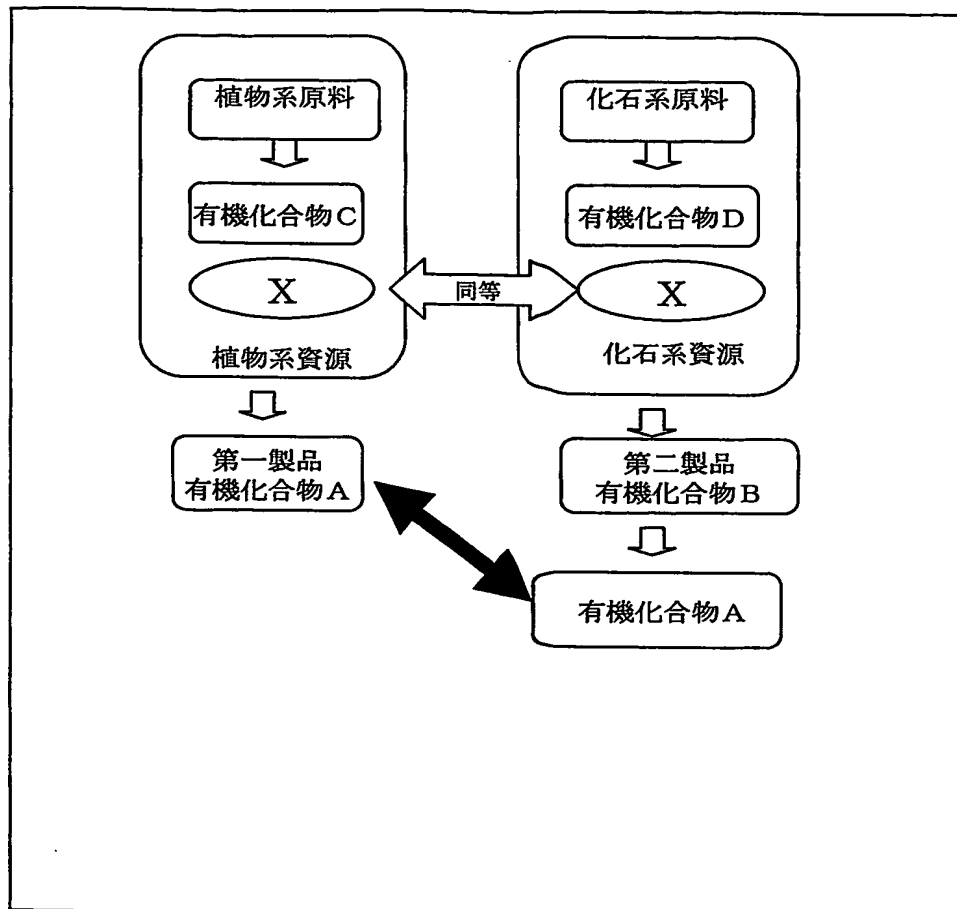 植物系原料
有機化合物C
X
植物系資源
第一製品
有機化合物A
同等
化石系原料
有機化合物D
X
化石系資源
第二製品
有機化合物B
有機化合物A